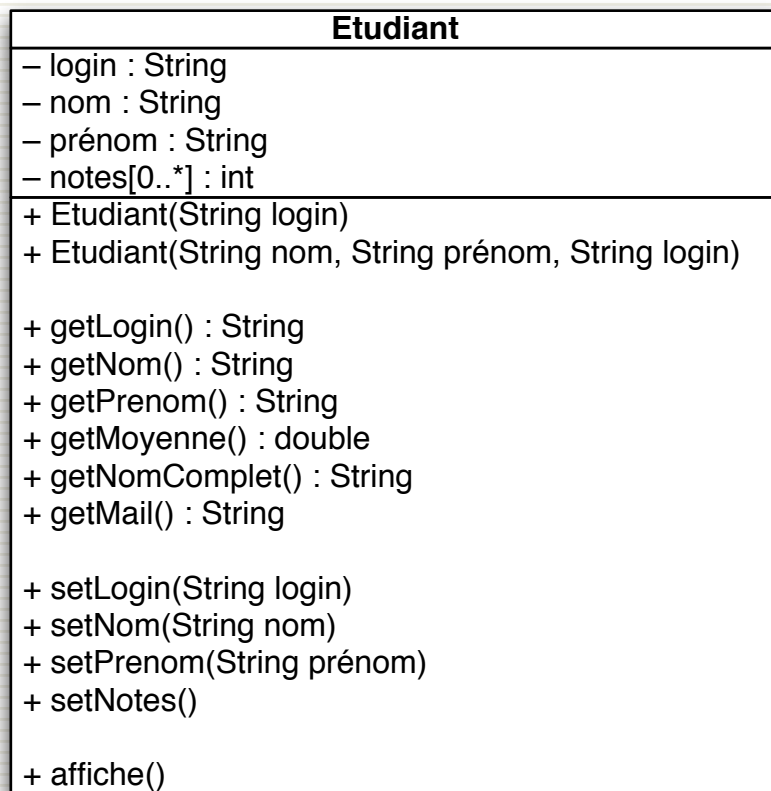 Etudiant
– login : String
– nom : String
– prénom : String
– notes[0..*] : int
+ Etudiant(String login)
+ Etudiant(String nom, String prénom, String login)
+ getLogin() : String
+ getNom() : String
+ getPrenom() : String
+ getMoyenne() : double
+ getNomComplet() : String
+ getMail() : String
+ setLogin(String login)
+ setNom(String nom)
+ setPrenom(String prénom)
+ setNotes()
+ affiche()